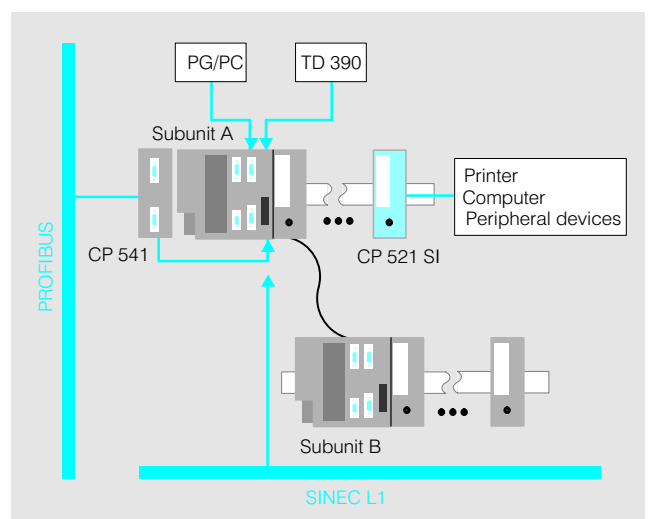 PG/PC
TD 390
Subunit A
Printer
Computer
Peripheral devices
CP 541
CP 521 SI
PROFIBUS
Subunit B
SINEC L1